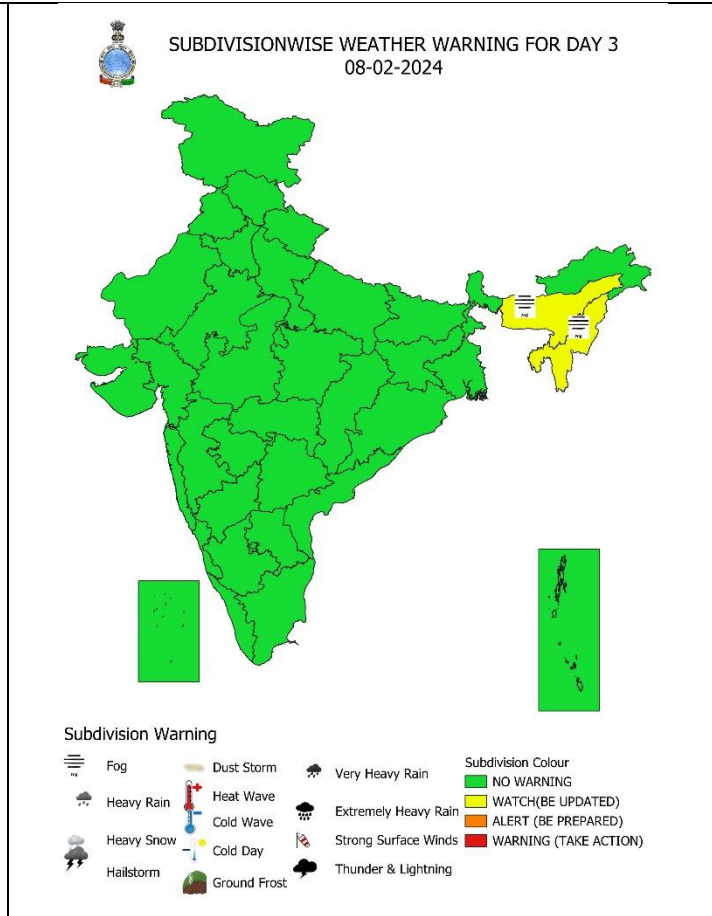 SUBDIVISIONWISE WEATHER WARNING FOR DAY 3
08-02-2024
Subdivision Warning
Fog
Heavy Rain
Heavy Snow
Hailstorm
Dust Storm
Heat Wave
Cold Wave
Cold Day
Ground Frost
Very Heavy Rain
Extremely Heavy Rain
Strong Surface Winds
Thunder & Lightning
Subdivision Colour
NO WARNING
WATCH(BE UPDATED)
ALERT (BE PREPARED)
WARNING (TAKE ACTION)